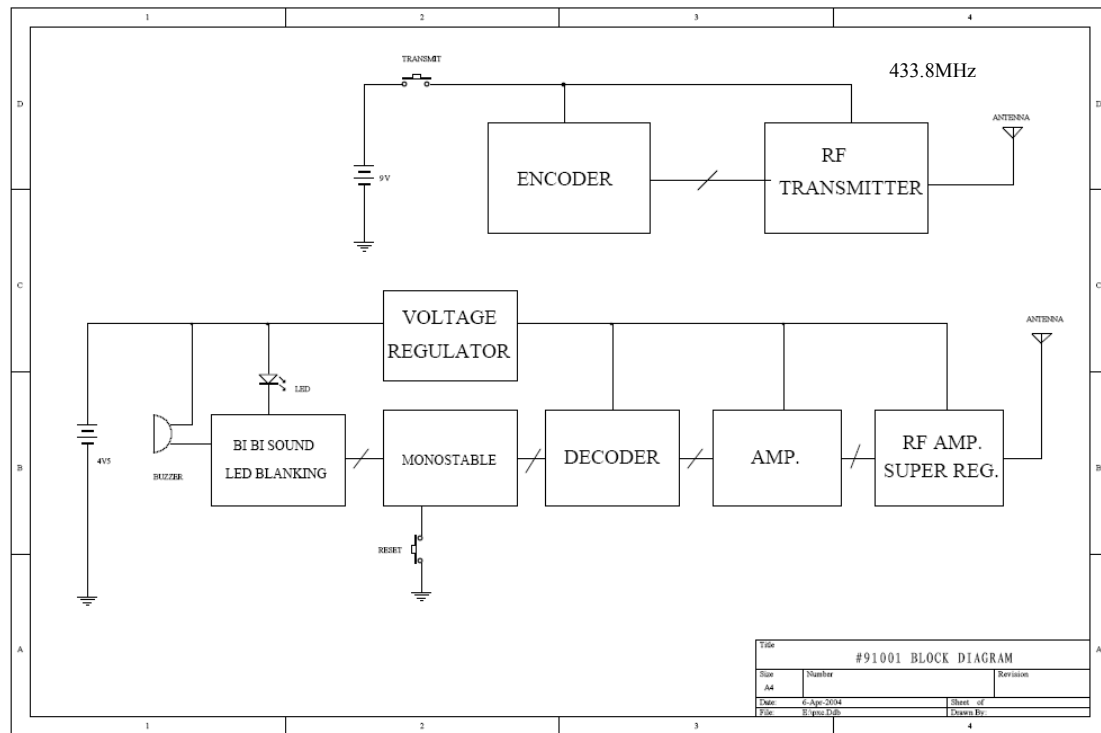 1 2 3 4
TRANSMIT
433.8MHz
D D
ANTENNA
ENCODER
RF
TRANSMITTER
9V
C C
VOLTAGE
REGULATOR
ANTENNA
LED
BI BI SOUND
LED BLANKING
MONOSTABLE
DECODER
AMP.
RF AMP.
SUPER REG.
4V5
BUZZER
B B
RESET
A A
Title
#91001 BLOCK DIAGRAM
Size Number Revision
A4
Date: 6-Apr-2004 Sheet of
File: E:\pxc.Ddb Drawn By:
1 2 3 4